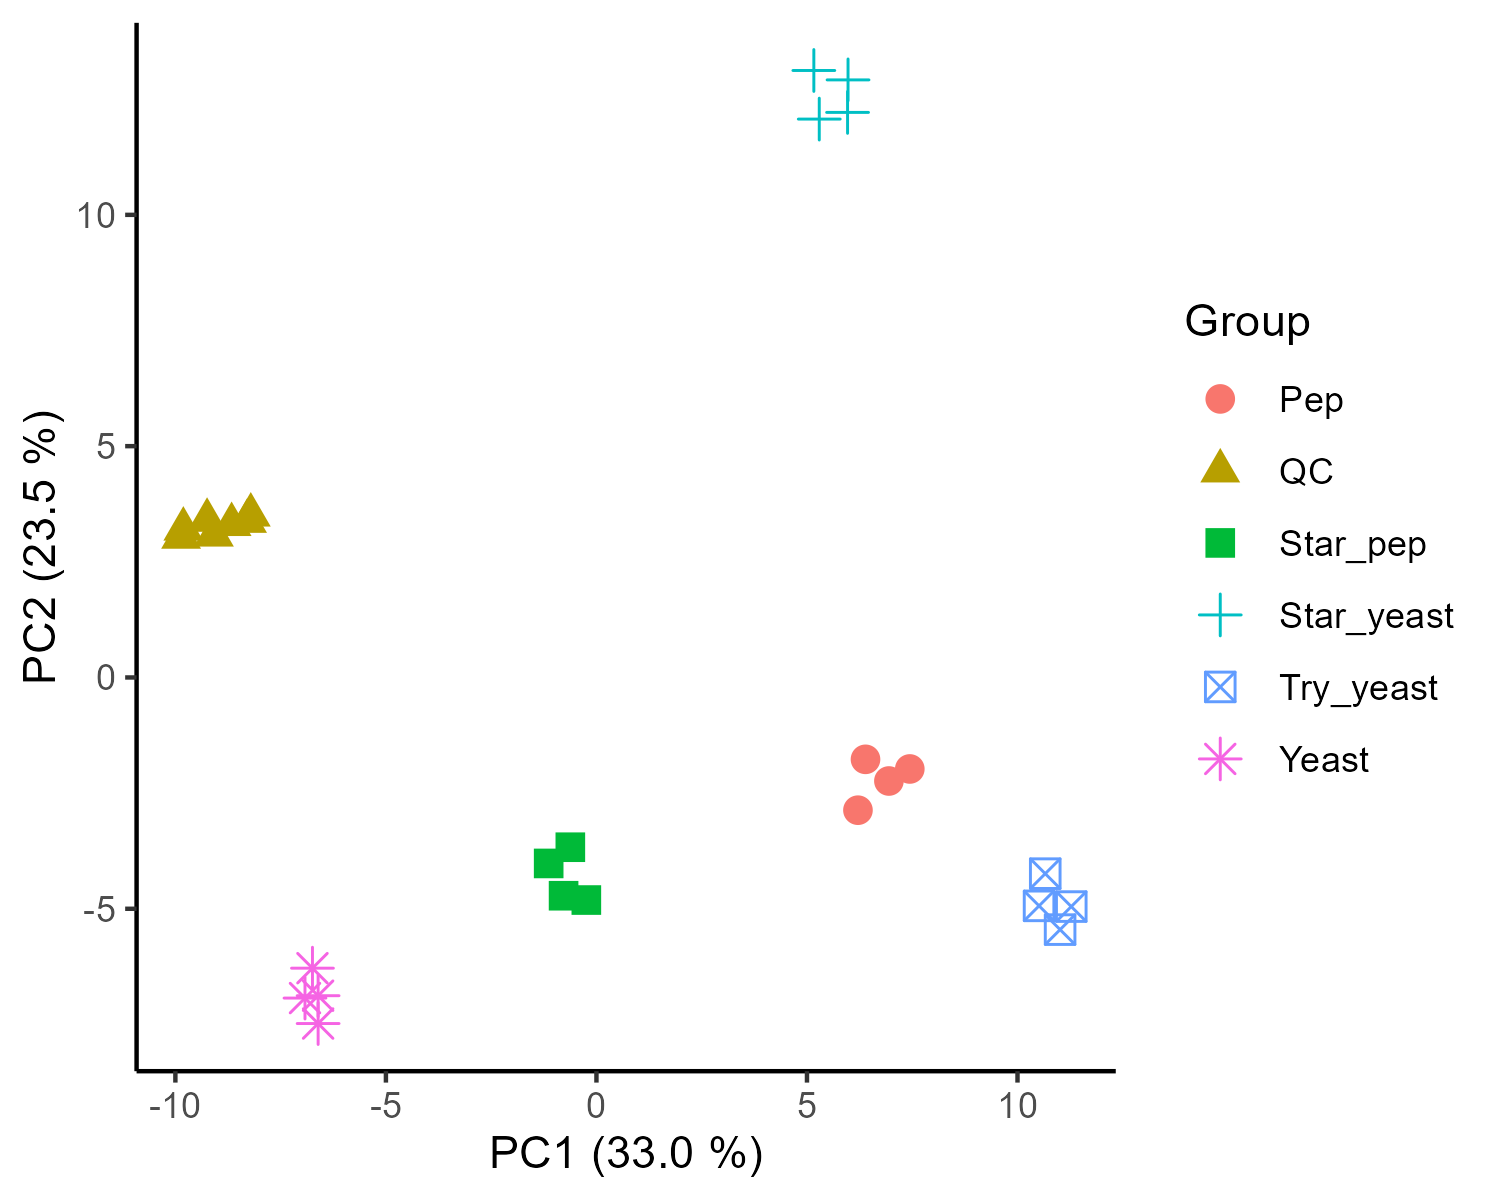 10
5
0
-5
PC2 (23.5 %)
-10
-5
0
5
10
PC1 (33.0 %)
Group
Pep
QC
Star_pep
Star_yeast
Try_yeast
Yeast